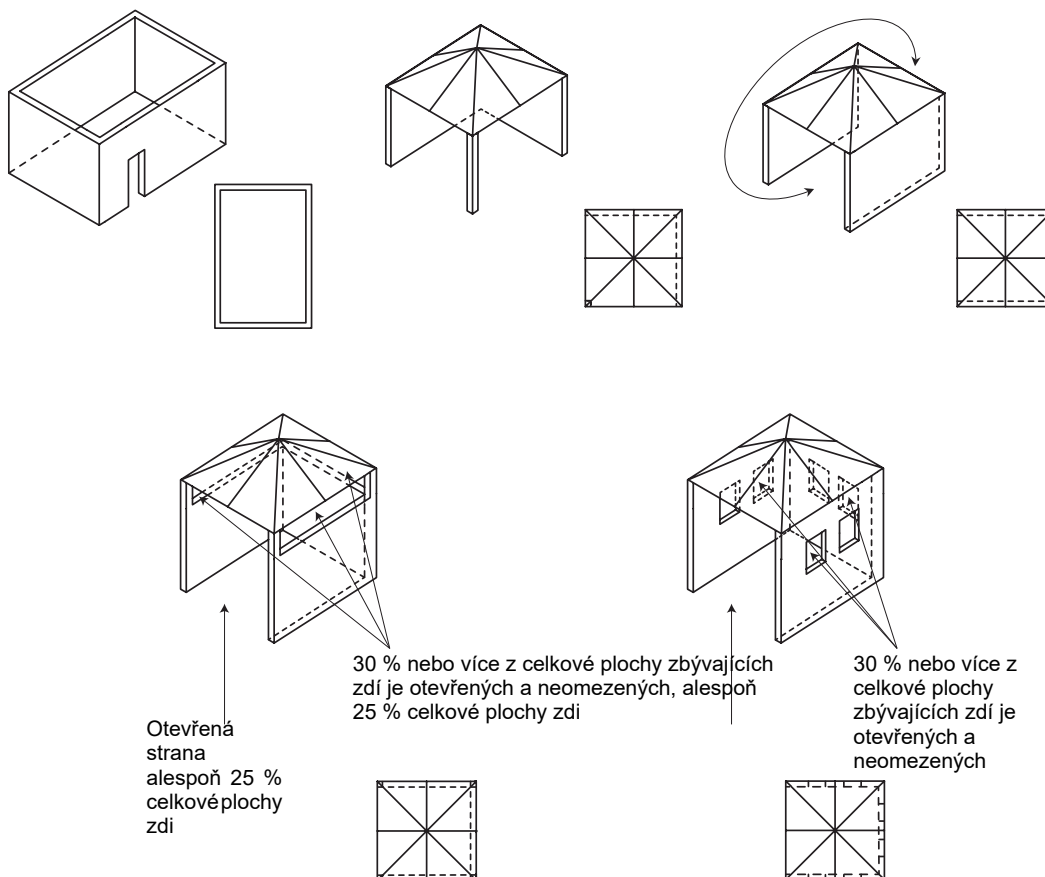 30 % nebo více z celkové plochy zbývajících
zdí je otevřených a neomezených, alespoň
25 % celkové plochy zdi
30 % nebo více z
celkové plochy
zbývajících zdí je
otevřených a
neomezených
Otevřená
strana
alespoň 25 %
celkové plochy
zdi